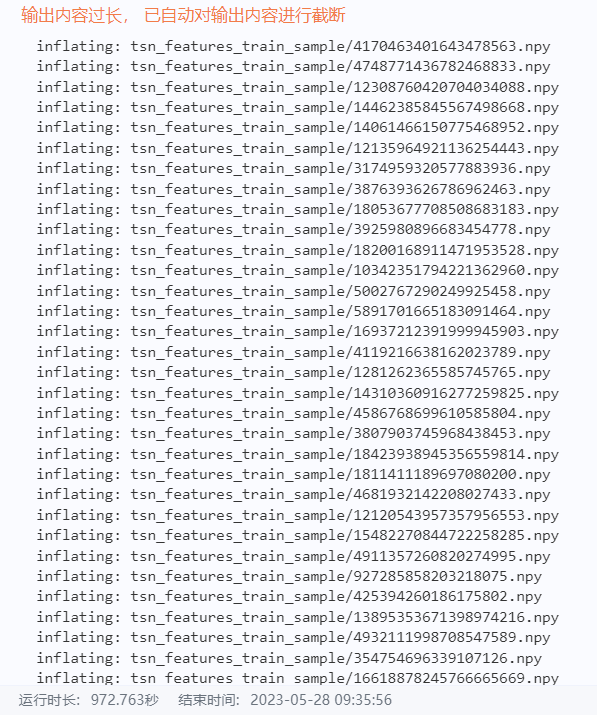 输出内容过长，已自动对输出内容进行截断
inflating: tsn_features_train_sample/4170463401643478563.npy
inflating: tsn_features_train_sample/4748771436782468833.npy
inflating: tsn_features_train_sample/12308760420704034088.npy
inflating: tsn_features_train_sample/14462385845567498668.npy
inflating: tsn_features_train_sample/14061466150775468952.npy
inflating: tsn_features_train_sample/12135964921136254443.npy
inflating: tsn_features_train_sample/3174959320577883936.npy
inflating: tsn_features_train_sample/3876393626786962463.npy
inflating: tsn_features_train_sample/18053677708508683183.npy
inflating: tsn_features_train_sample/3925980896683454778.npy
inflating: tsn_features_train_sample/18200168911471953528.npy
inflating: tsn_features_train_sample/10342351794221362960.npy
inflating: tsn_features_train_sample/5002767290249925458.npy
inflating: tsn_features_train_sample/5891701665183091464.npy
inflating: tsn_features_train_sample/16937212391999945903.npy
inflating: tsn_features_train_sample/4119216638162023789.npy
inflating: tsn_features_train_sample/1281262365585745765.npy
inflating: tsn_features_train_sample/14310360916277259825.npy
inflating: tsn_features_train_sample/4586768699610585804.npy
inflating: tsn_features_train_sample/3807903745968438453.npy
inflating: tsn_features_train_sample/18423938945356559814.npy
inflating: tsn_features_train_sample/1811411189697080200.npy
inflating: tsn_features_train_sample/4681932142208027433.npy
inflating: tsn_features_train_sample/12120543957357956553.npy
inflating: tsn_features_train_sample/15482270844722258285.npy
inflating: tsn_features_train_sample/4911357260820274995.npy
inflating: tsn_features_train_sample/927285858203218075.npy
inflating: tsn_features_train_sample/425394260186175802.npy
inflating: tsn_features_train_sample/13895353671398974216.npy
inflating: tsn_features_train_sample/4932111998708547589.npy
inflating: tsn_features_train_sample/354754696339107126.npy
inflating: tsn_features_train_sample/16618878245766665669.npy
运行时长：972.763秒 结束时间：2023-05-28 09:35:56